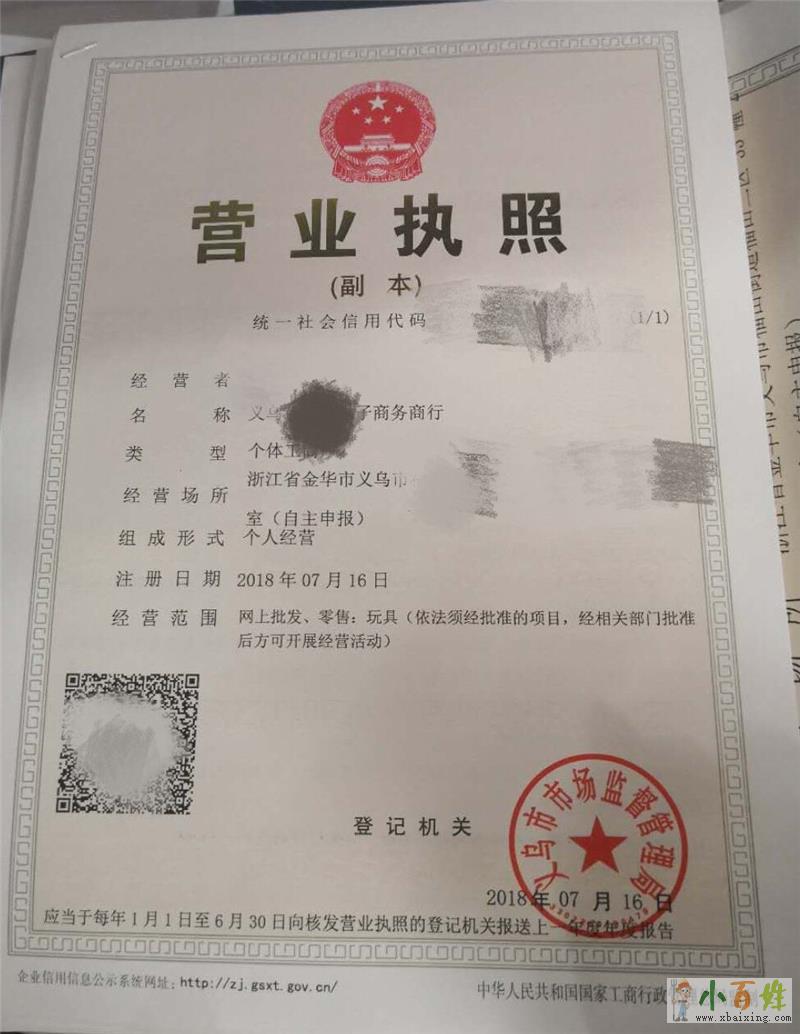 营业执照
(副本)
统一社会信用代码 (1/1)
经营者
名称 义乌 子商务商行
类型 个体工商
经营场所 浙江省金华市义乌市
室（自主申报）
组成形式 个人经营
注册日期 2018年07月16日
经营范围 网上批发、零售：玩具（依法须经批准的项目，经相关部门批准
后方可开展经营活动）
义乌市市场监督管理局
登记机关
2018年07月16日
应当于每年1月1日至6月30日向核发营业执照的登记机关报送上一年度年度报告
企业信用信息公示系统网址：http://zj.gsxt.gov.cn/
中华人民共和国国家工商行政
小百姓
www.xbaixing.com